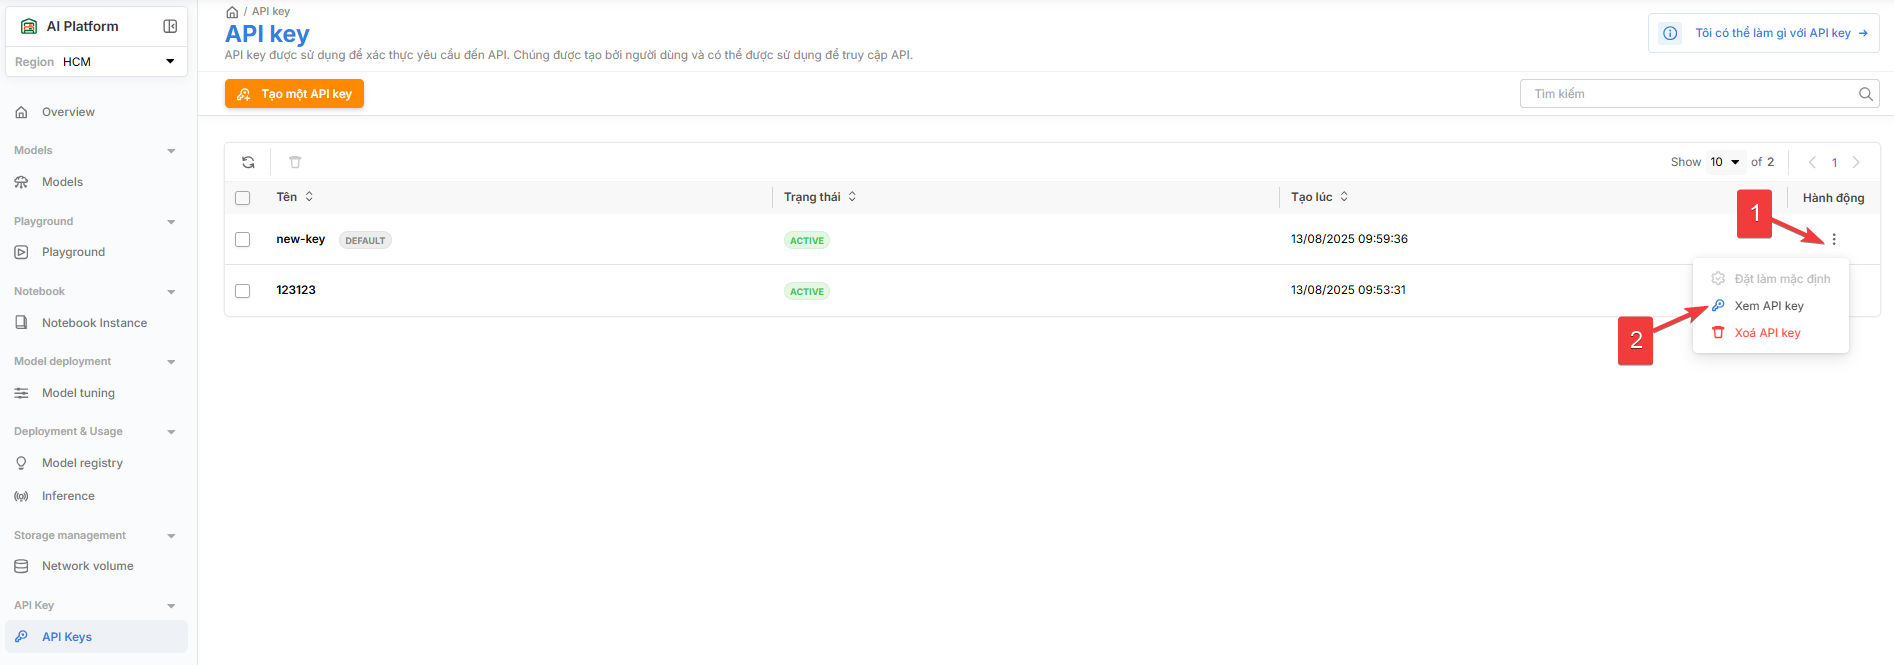 AI Platform
Region HCM
Overview
Models
Models
Playground
Playground
Notebook
Notebook Instance
Model deployment
Model tuning
Deployment & Usage
Model registry
Inference
Storage management
Network volume
API Key
API Keys
/ API key
API key
API key được sử dụng để xác thực yêu cầu đến API. Chúng được tạo bởi người dùng và có thể được sử dụng để truy cập API.
Tôi có thể làm gì với API key →
Tạo một API key
Tìm kiếm
Show 10 of 2 1
Tên Trạng thái Tạo lúc Hành động
new-key DEFAULT ACTIVE 13/08/2025 09:59:36
123123 ACTIVE 13/08/2025 09:53:31
1
Đặt làm mặc định
Xem API key
Xoá API key
2